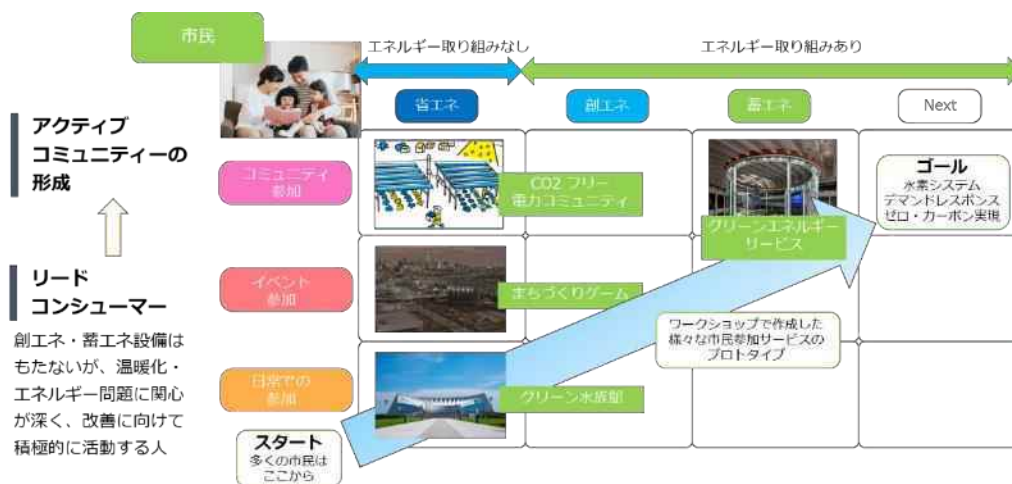 市民
エネルギー取り組みなし
エネルギー取り組みあり
省エネ
創エネ
蓄エネ
Next
アクティブ
コミュニティーの
形成
コミュニティ
参加
CO2 フリー
電力コミュニティ
グリーンエネルギー
サービス
ゴール
水素システム
デマンドレスポンス
ゼロ・カーボン実現
リード
コンシューマー
創エネ・蓄エネ設備は
もたないが、温暖化・
エネルギー問題に関心
が深く、改善に向けて
積極的に活動する人
イベント
参加
まちづくりゲーム
ワークショップで作成した
様々な市民参加サービスの
プロトタイプ
日常での
参加
グリーン水族館
スタート
多くの市民は
ここから